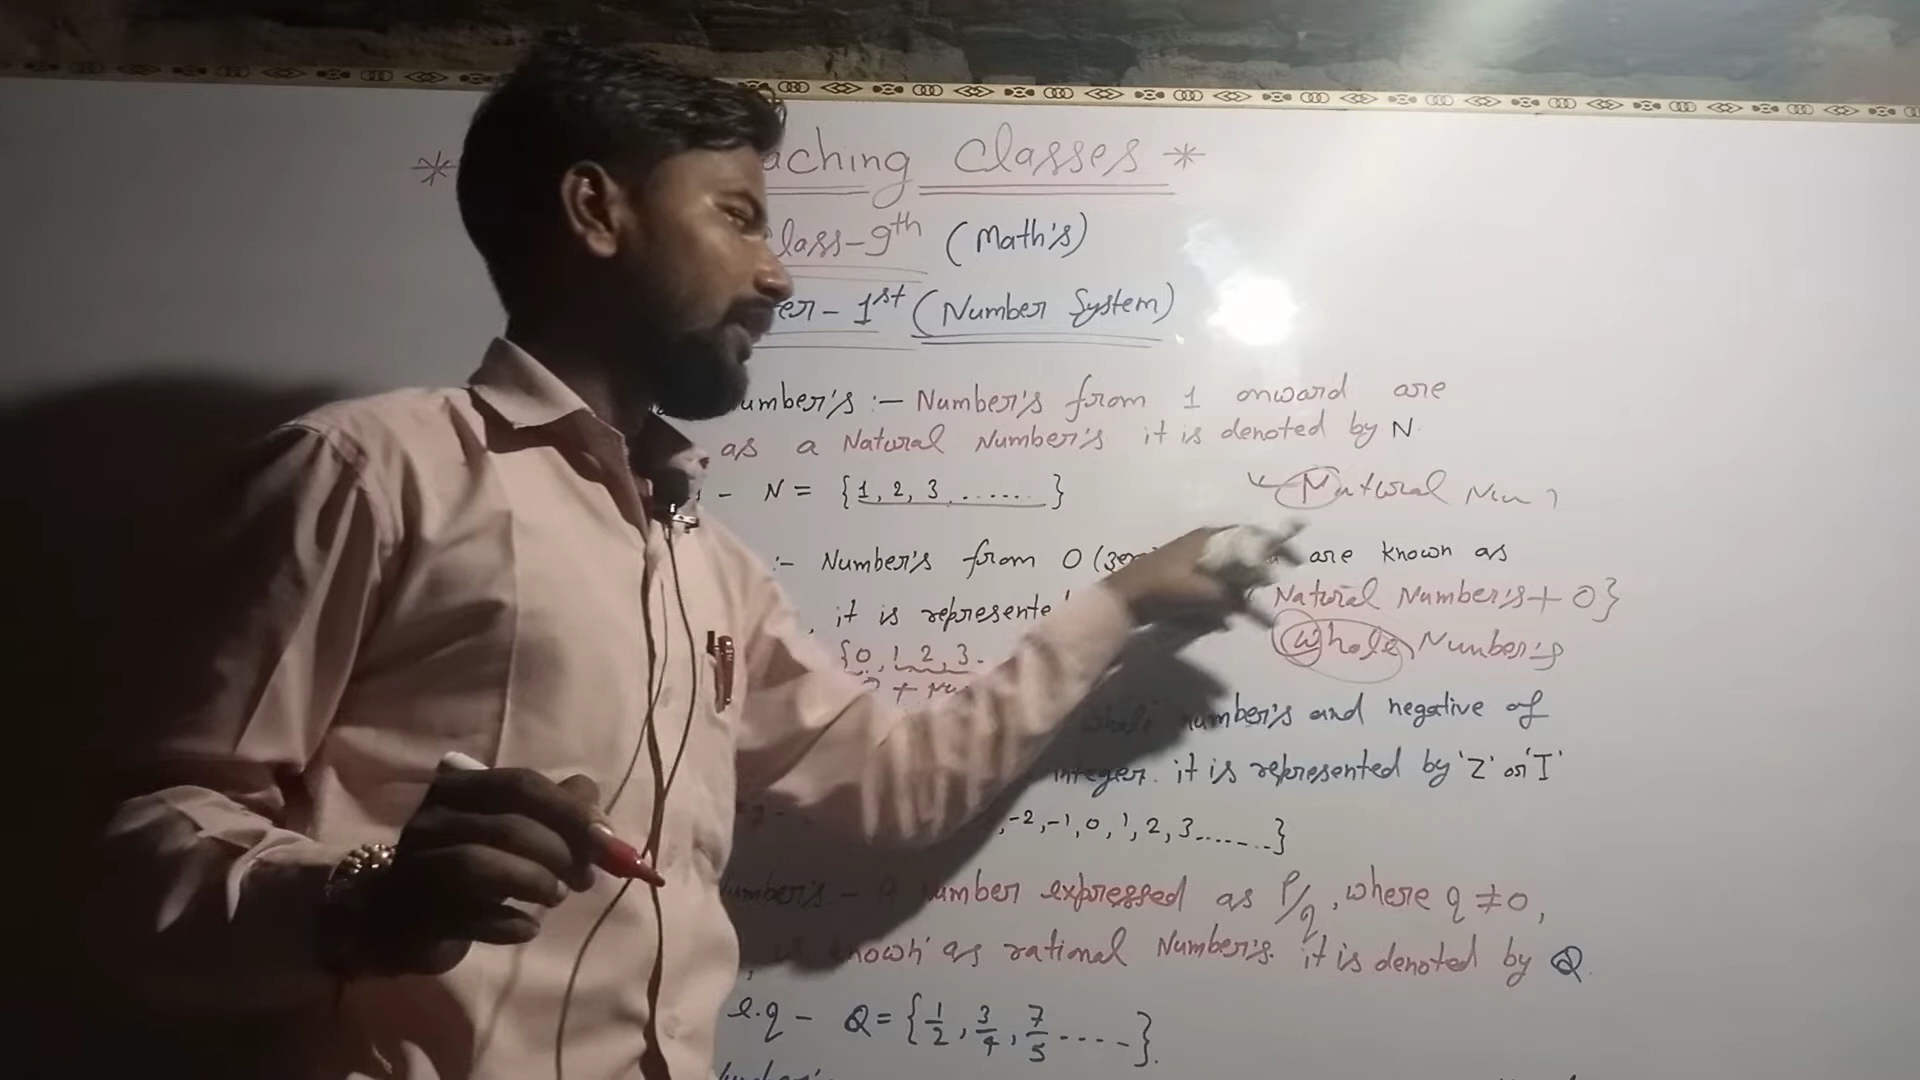 * aching Classes *
lass-9th (Math's)
er - 1st (Number System)
umber's :- Number's from 1 onward are
as a Natural Number's it is denoted by N.
- N = {1, 2, 3 ......}
Natural Nu
:- Number's from 0 ( are known as
, it is represente Natural Number's + 0}
{0, 1, 2, 3. Whole Number's
+
number's and negative of
integer. it is represented by 'Z' or 'I'
, -2, -1, 0, 1, 2, 3........}
umber's - A number expressed as P/q, where q ≠ 0,
known as rational Number's. it is denoted by Q.
e.g - Q = {1/2, 3/4, 7/5 .....}.